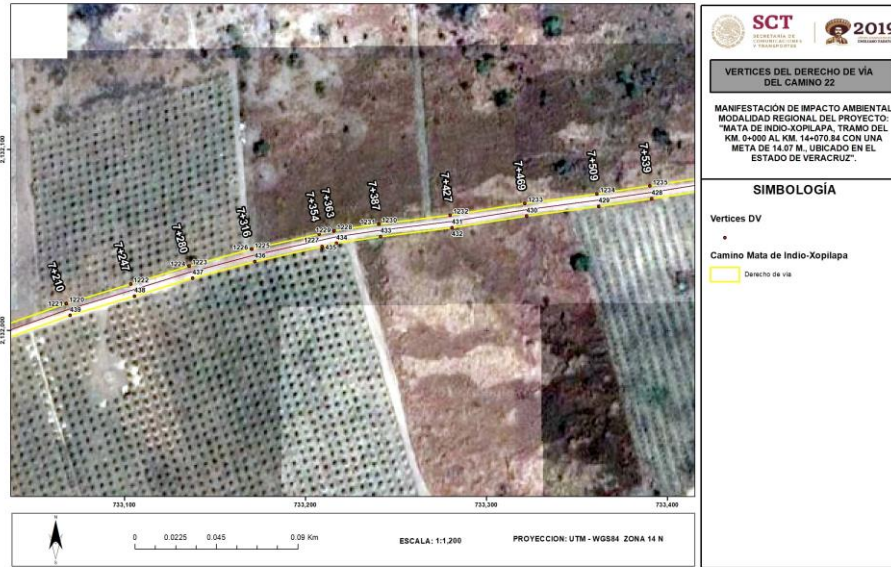 SCT
SECRETARÍA DE
COMUNICACIONES
Y TRANSPORTES
2019
VERTICES DEL DERECHO DE VÍA
DEL CAMINO 22
MANIFESTACIÓN DE IMPACTO AMBIENTAL
MODALIDAD REGIONAL DEL PROYECTO:
"MATA DE INDIO-XOPILAPA, TRAMO DEL
KM. 0+000 AL KM. 14+070.84 CON UNA
META DE 14.07 M., UBICADO EN EL
ESTADO DE VERACRUZ".
SIMBOLOGÍA
Vertices DV
Camino Mata de Indio-Xopilapa
Derecho de via
2,132,100
2,132,000
7+210
7+247
7+280
7+316
7+354
7+363
7+387
7+427
7+469
7+509
7+539
1221 1220
1222
1224 1223
1226 1225
1227
1229 1228
1231 1230
1232
1233
1234
1235
439
438
437
436
435
434
433
432
431
430
429
428
733,100
733,200
733,300
733,400
0 0.0225 0.045 0.09 Km
ESCALA: 1:1,200
PROYECCION: UTM - WGS84 ZONA 14 N